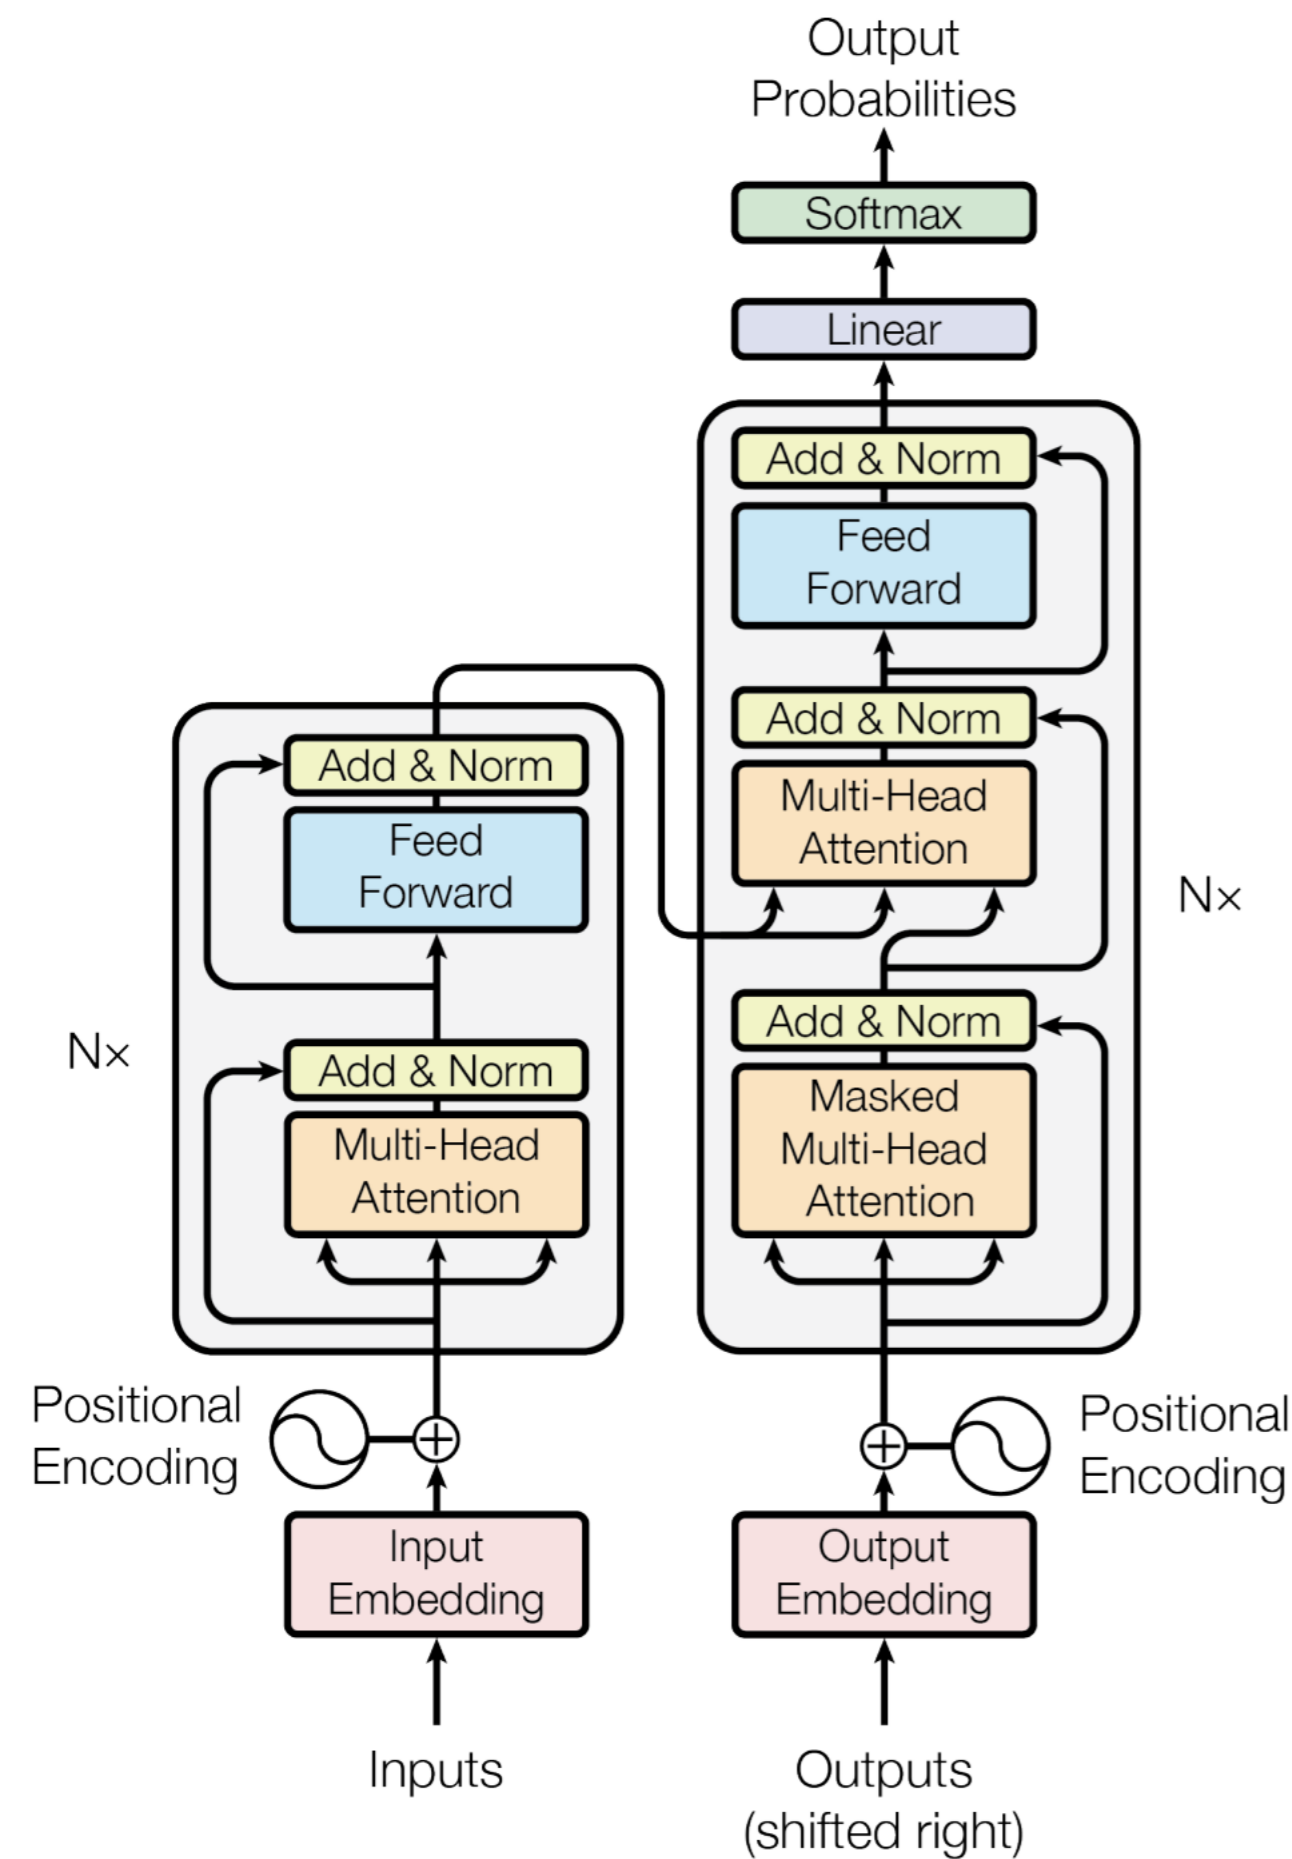 Output
Probabilities
Softmax
Linear
Add & Norm
Feed
Forward
Add & Norm
Multi-Head
Attention
Nx
Add & Norm
Masked
Multi-Head
Attention
Positional
Encoding
Output
Embedding
Outputs
(shifted right)
Add & Norm
Feed
Forward
Nx
Add & Norm
Multi-Head
Attention
Positional
Encoding
Input
Embedding
Inputs